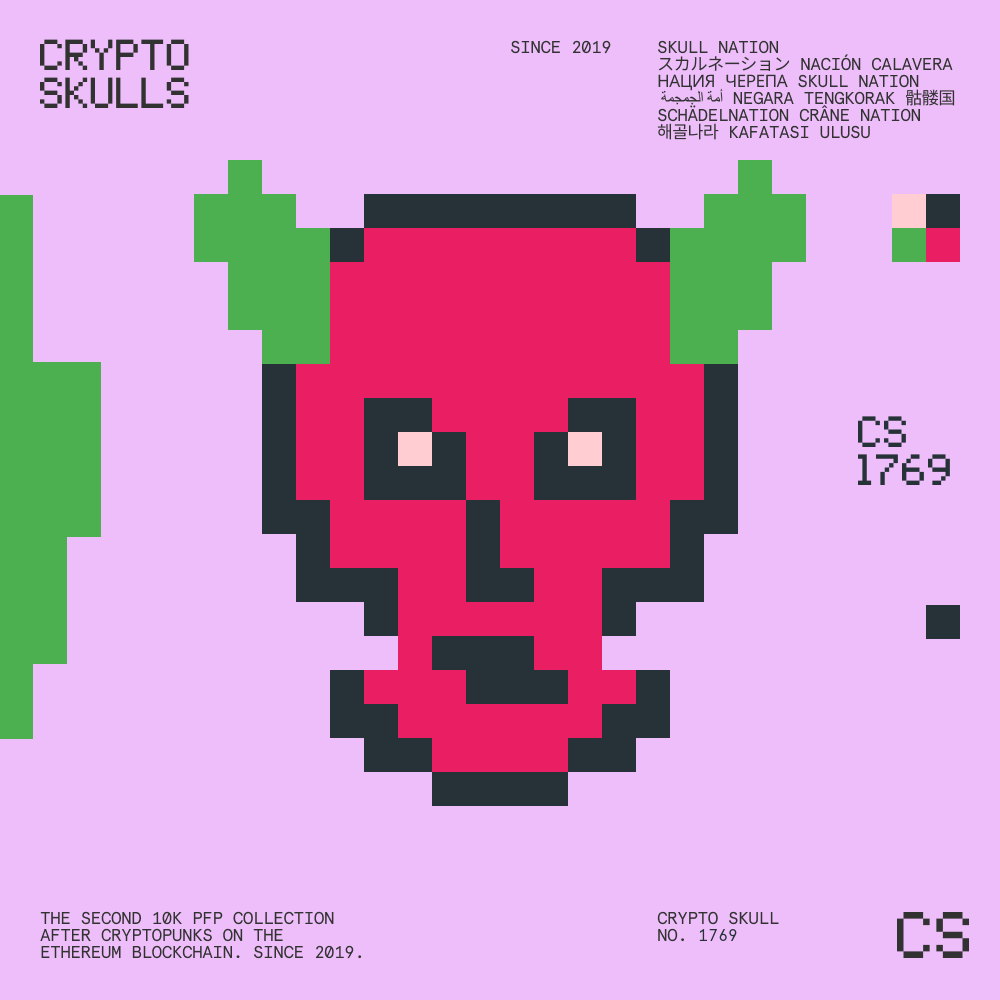 CRYPTO
SKULLS
SINCE 2019
SKULL NATION
スカルネーション NACIÓN CALAVERA
НАЦИЯ ЧЕРЕПА SKULL NATION
أمة الجمجمة NEGARA TENGKORAK 骷髅国
SCHÄDELNATION CRÂNE NATION
해골나라 KAFATASI ULUSU
CS
1769
THE SECOND 10K PFP COLLECTION
AFTER CRYPTOPUNKS ON THE
ETHEREUM BLOCKCHAIN. SINCE 2019.
CRYPTO SKULL
NO. 1769
CS